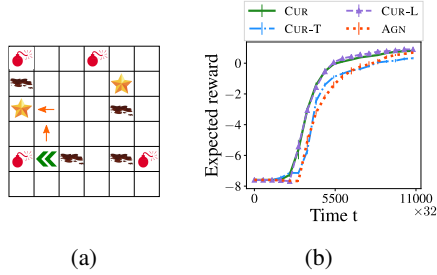 CUR CUR-L
CUR-T AGN
Expected reward
0
−2
−4
−6
−8
0 5500 11000
×32
Time t
(a) (b)